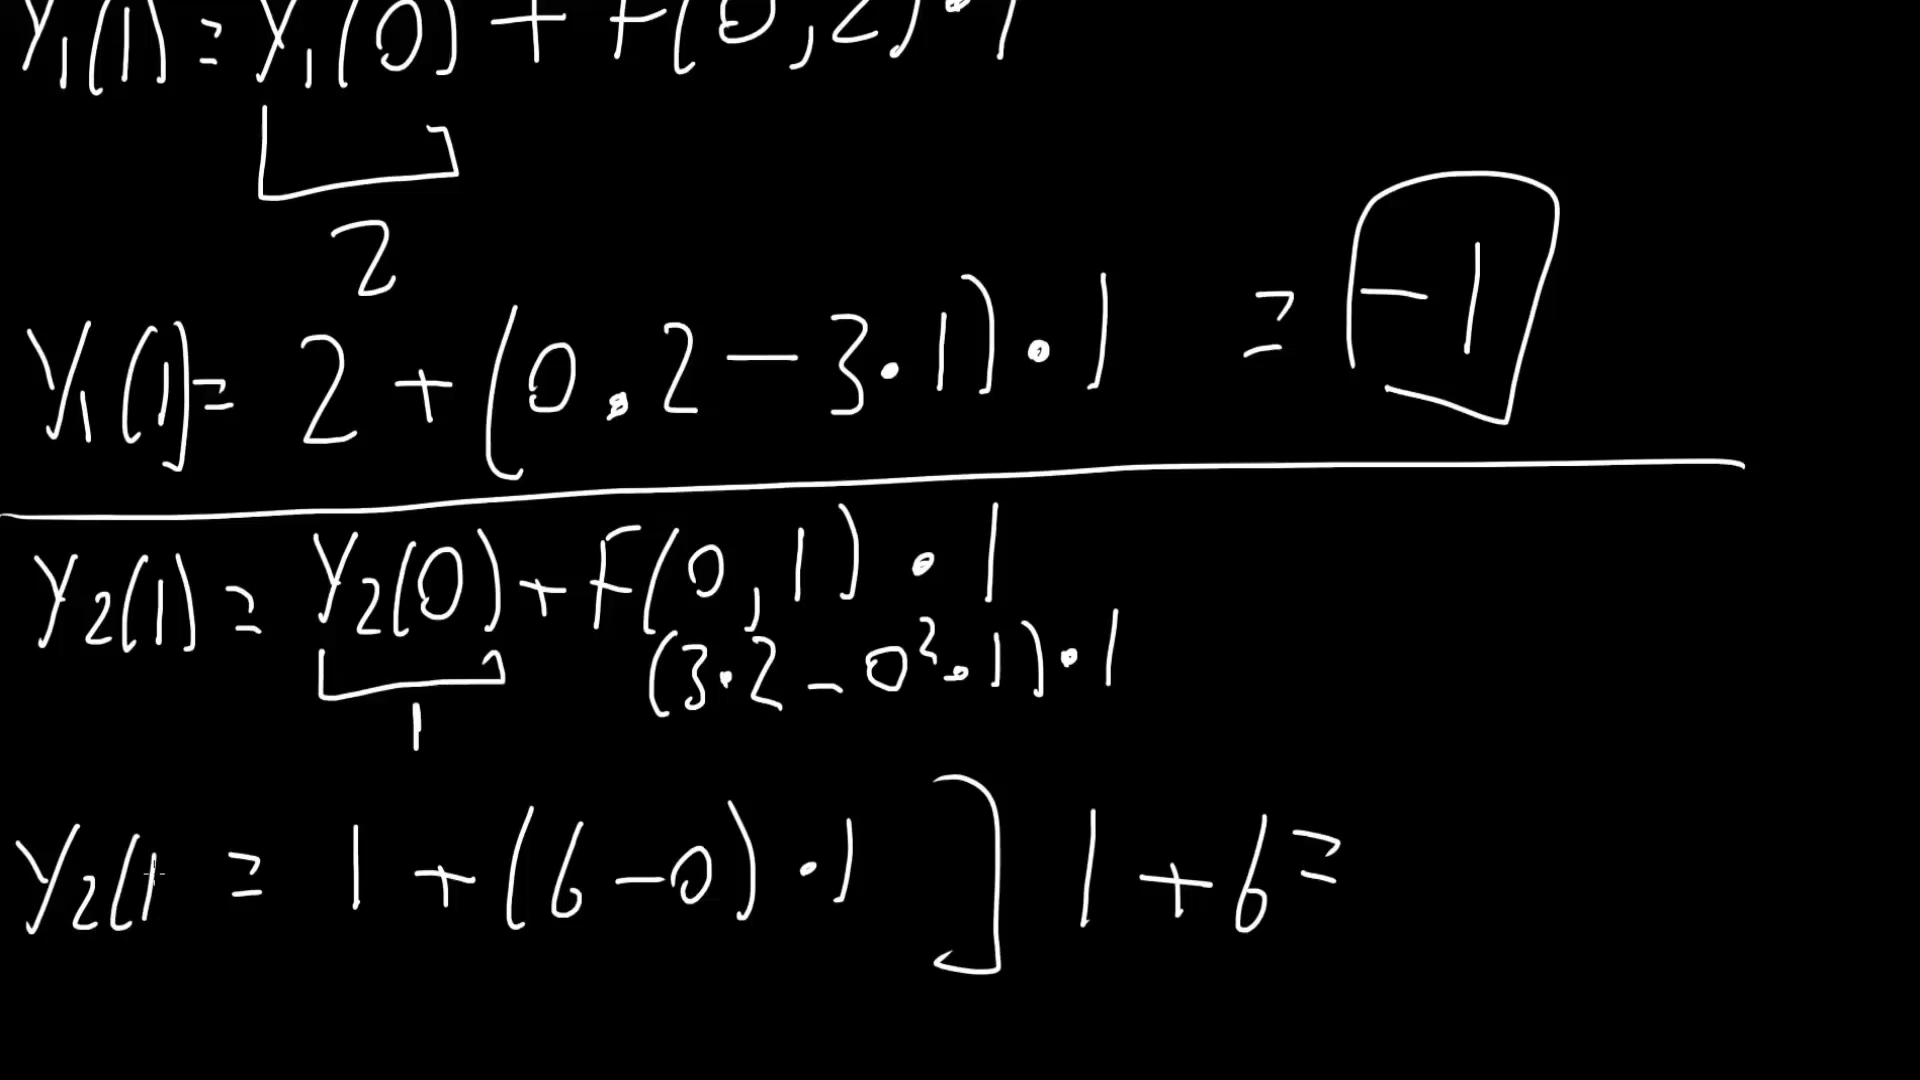 y₁(1) = y₁(0) + f(0,2)·1
2
y₁(1) = 2 + (0·2 − 3·1)·1 = −1
y₂(1) = y₂(0) + f(0,1)·1
(3·2 − 0²·1)·1
1
y₂(1 = 1 + (6−0)·1 ] 1+6=